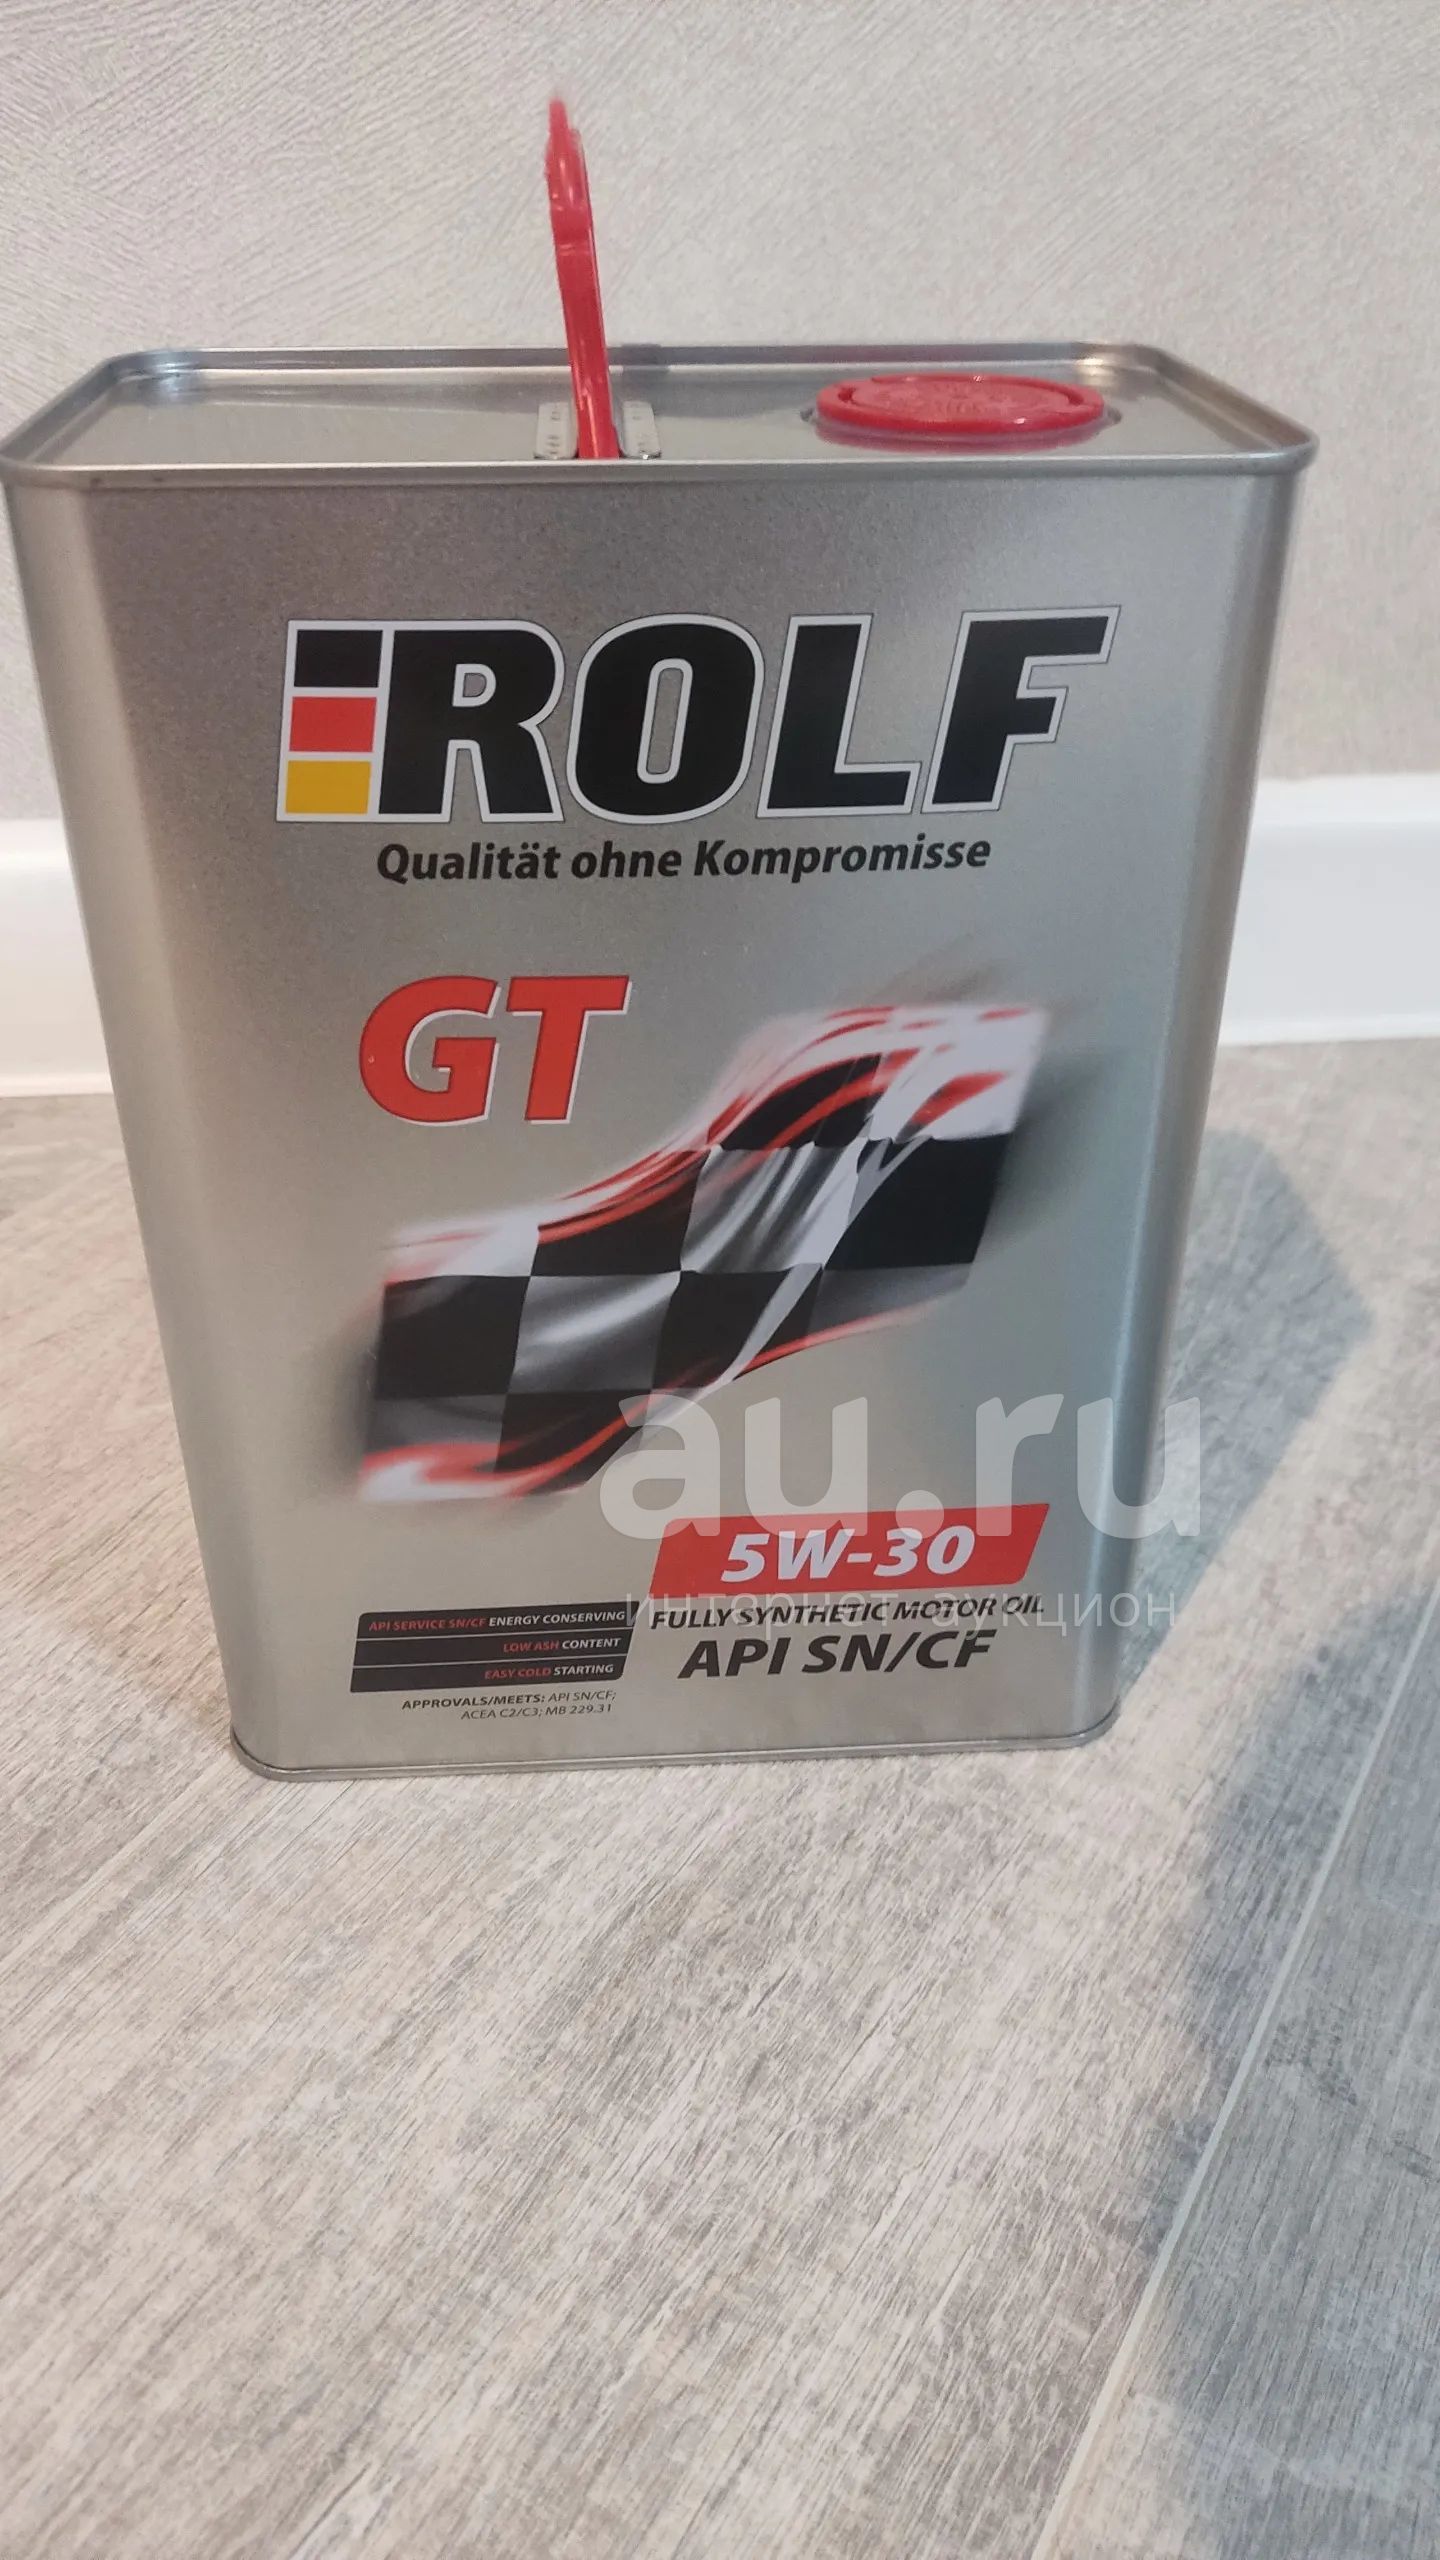 ROLF
Qualität ohne Kompromisse
GT
au.ru
5W-30
интернет-аукцион
API SERVICE SN/CF ENERGY CONSERVING
LOW ASH CONTENT
EASY COLD STARTING
APPROVALS/MEETS: API SN/CF;
ACEA C2/C3; MB 229.31
FULLY SYNTHETIC MOTOR OIL
API SN/CF